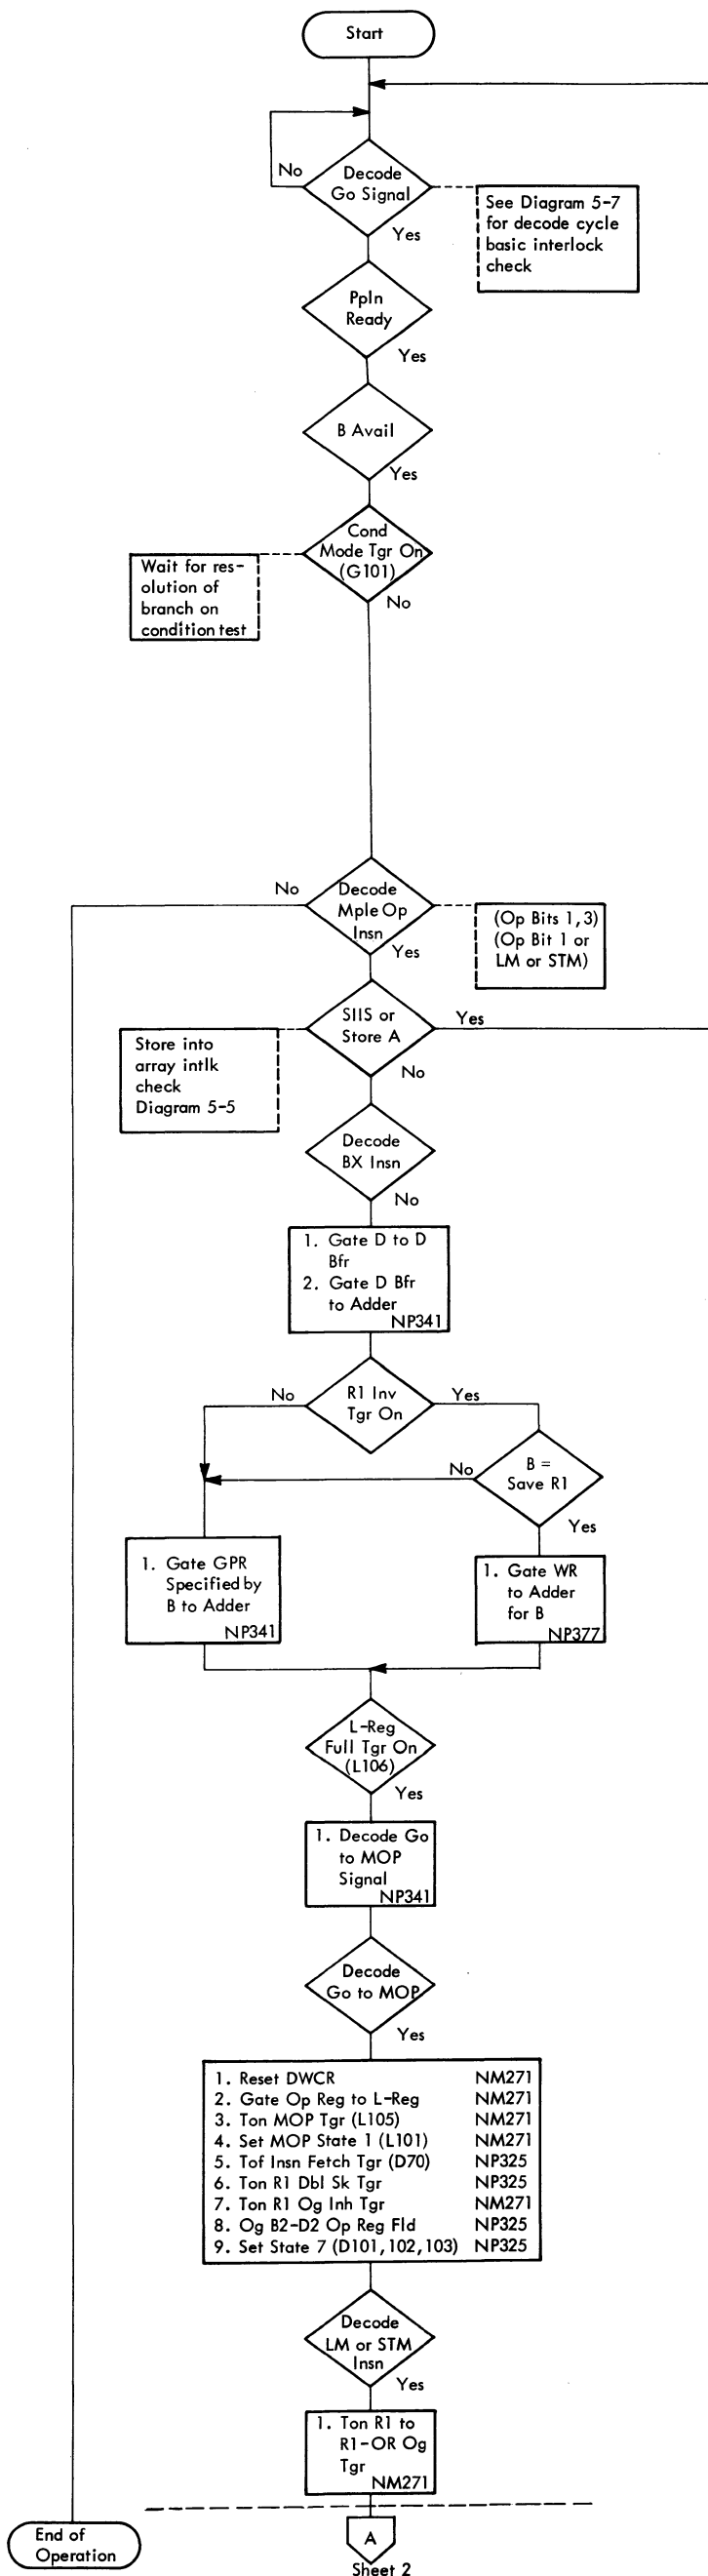 Start
No
Decode
Go Signal
Yes
See Diagram 5-7
for decode cycle
basic interlock
check
Ppln
Ready
Yes
B Avail
Yes
Cond
Mode Tgr On
(G101)
No
Wait for res-
olution of
branch on
condition test
No
Decode
Mple Op
Insn
Yes
(Op Bits 1,3)
(Op Bit 1 or
LM or STM)
SIIS or
Store A
Yes
No
Store into
array intlk
check
Diagram 5-5
Decode
BX Insn
No
1. Gate D to D
Bfr
2. Gate D Bfr
to Adder
NP341
No
R1 Inv
Tgr On
Yes
No
B =
Save R1
Yes
1. Gate GPR
Specified by
B to Adder
NP341
1. Gate WR
to Adder
for B
NP377
L-Reg
Full Tgr On
(L106)
Yes
1. Decode Go
to MOP
Signal
NP341
Decode
Go to MOP
Yes
1. Reset DWCR NM271
2. Gate Op Reg to L-Reg NM271
3. Ton MOP Tgr (L105) NM271
4. Set MOP State 1 (L101) NM271
5. Tof Insn Fetch Tgr (D70) NP325
6. Ton R1 Dbl Sk Tgr NP325
7. Ton R1 Og Inh Tgr NM271
8. Og B2-D2 Op Reg Fld NP325
9. Set State 7 (D101,102,103) NP325
Decode
LM or STM
Insn
Yes
1. Ton R1 to
R1-OR Og
Tgr
NM271
End of
Operation
A
Sheet 2